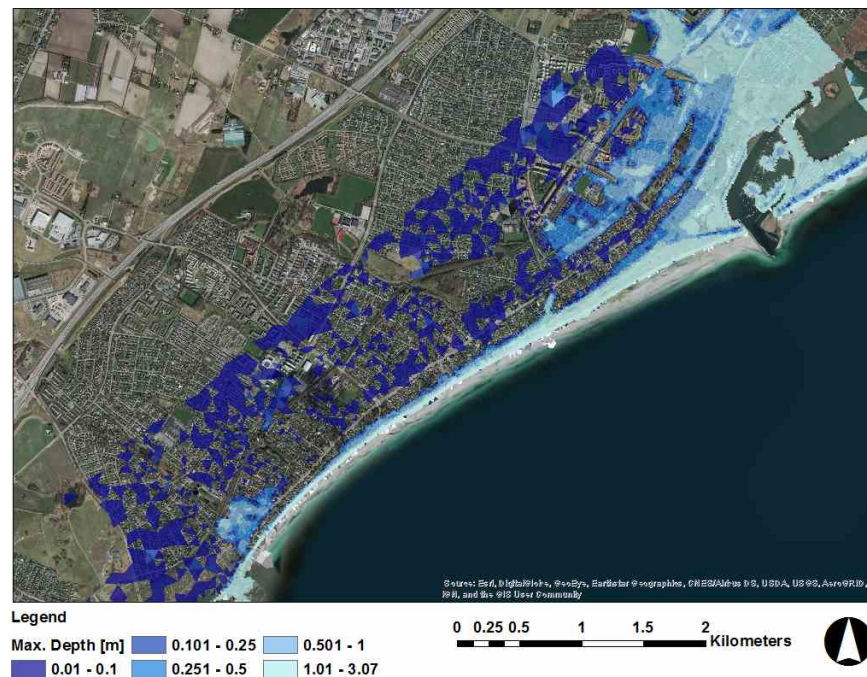 Source: Esri, DigitalGlobe, GeoEye, Earthstar Geographics, CNES/Airbus DS, USDA, USGS, AeroGRID,
IGN, and the GIS User Community
Legend
Max. Depth [m]
0.101 - 0.25
0.501 - 1
0.01 - 0.1
0.251 - 0.5
1.01 - 3.07
0 0.25 0.5 1 1.5 2
Kilometers